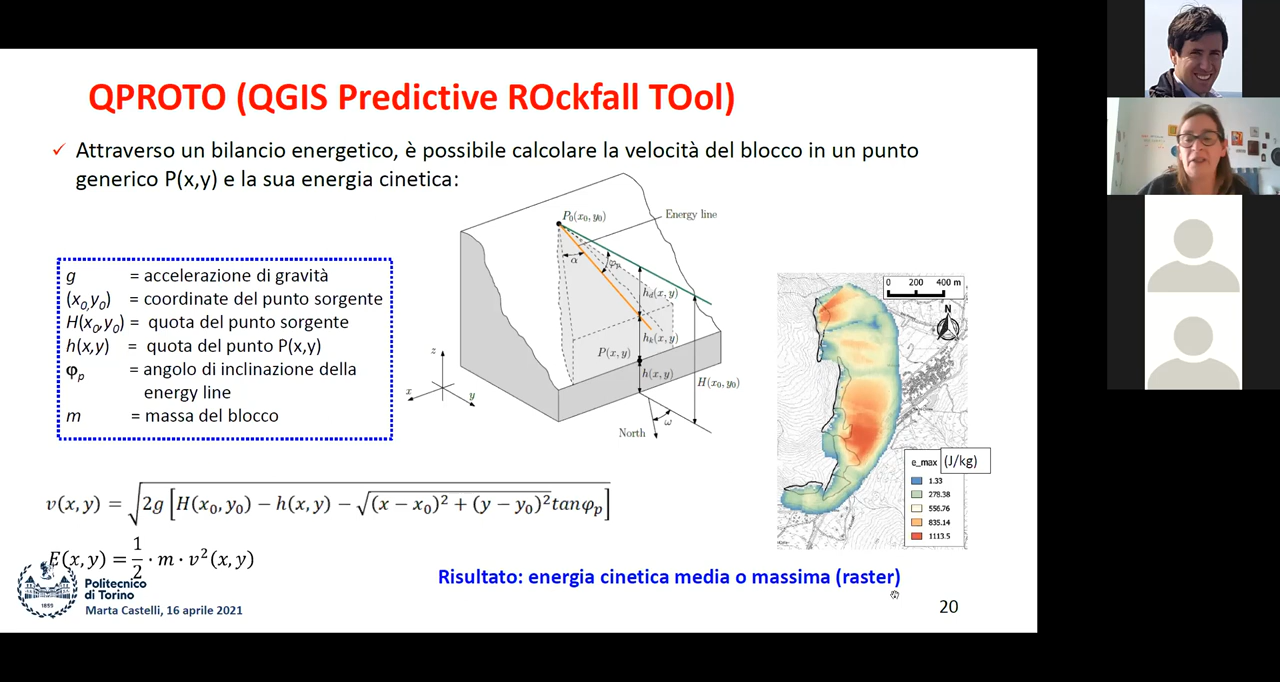 QPROTO (QGIS Predictive ROckfall TOol)
✓ Attraverso un bilancio energetico, è possibile calcolare la velocità del blocco in un punto
generico P(x,y) e la sua energia cinetica:
g = accelerazione di gravità
(x₀,y₀) = coordinate del punto sorgente
H(x₀,y₀) = quota del punto sorgente
h(x,y) = quota del punto P(x,y)
φₚ = angolo di inclinazione della
energy line
m = massa del blocco
P₀(x₀, y₀)
Energy line
α
φₚ
h_d(x, y)
h_k(x, y)
P(x, y)
h(x, y)
H(x₀, y₀)
z
x
y
North
ω
0 200 400 m
N
e_max (J/kg)
1.33
278.38
556.76
835.14
1113.5
v(x, y) = √(2g [H(x₀, y₀) − h(x, y) − √((x − x₀)² + (y − y₀)²) tanφₚ])
E(x, y) = 1/2 · m · v²(x, y)
Risultato: energia cinetica media o massima (raster)
1859
Politecnico
di Torino
Marta Castelli, 16 aprile 2021
20